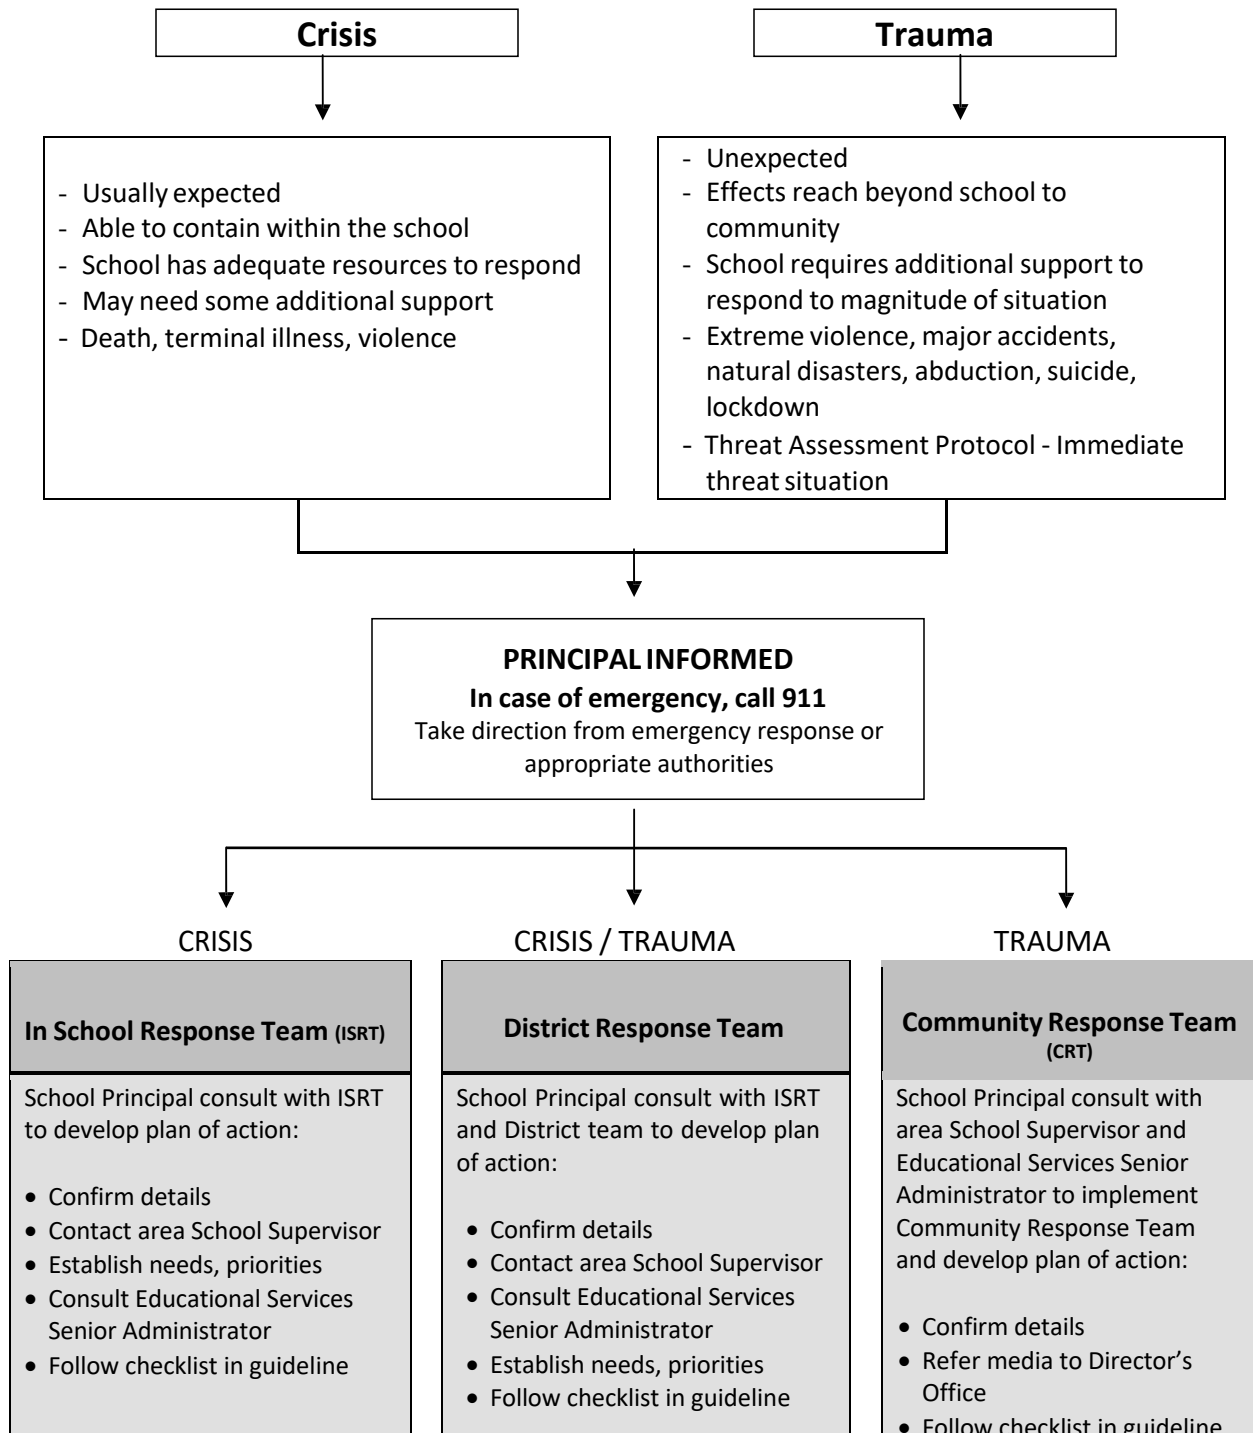 Crisis
Trauma
- Usually expected
- Able to contain within the school
- School has adequate resources to respond
- May need some additional support
- Death, terminal illness, violence
- Unexpected
- Effects reach beyond school to
community
- School requires additional support to
respond to magnitude of situation
- Extreme violence, major accidents,
natural disasters, abduction, suicide,
lockdown
- Threat Assessment Protocol - Immediate
threat situation
PRINCIPAL INFORMED
In case of emergency, call 911
Take direction from emergency response or
appropriate authorities
CRISIS
In School Response Team (ISRT)
School Principal consult with ISRT
to develop plan of action:
• Confirm details
• Contact area School Supervisor
• Establish needs, priorities
• Consult Educational Services
Senior Administrator
• Follow checklist in guideline
CRISIS / TRAUMA
District Response Team
School Principal consult with ISRT
and District team to develop plan
of action:
• Confirm details
• Contact area School Supervisor
• Consult Educational Services
Senior Administrator
• Establish needs, priorities
• Follow checklist in guideline
TRAUMA
Community Response Team
(CRT)
School Principal consult with
area School Supervisor and
Educational Services Senior
Administrator to implement
Community Response Team
and develop plan of action:
• Confirm details
• Refer media to Director’s
Office
• Follow checklist in guideline